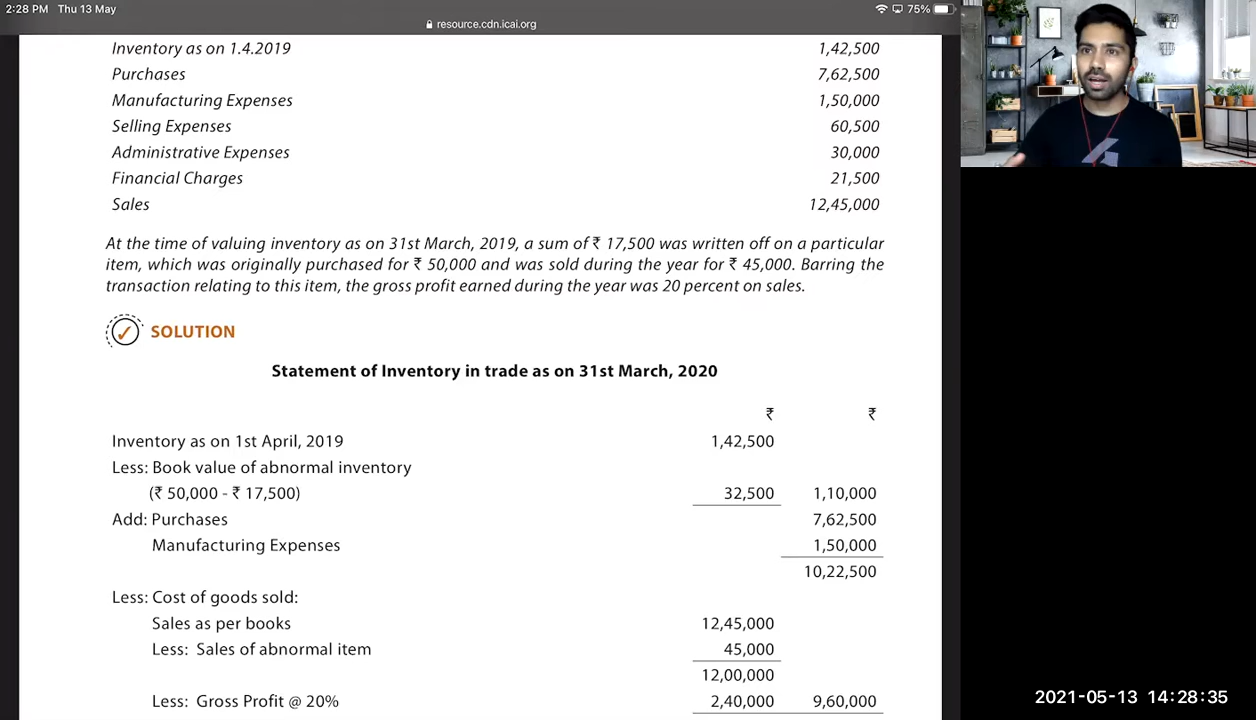 2:28 PM Thu 13 May
75%
resource.cdn.icai.org
Inventory as on 1.4.2019 1,42,500
Purchases 7,62,500
Manufacturing Expenses 1,50,000
Selling Expenses 60,500
Administrative Expenses 30,000
Financial Charges 21,500
Sales 12,45,000
At the time of valuing inventory as on 31st March, 2019, a sum of ₹ 17,500 was written off on a particular
item, which was originally purchased for ₹ 50,000 and was sold during the year for ₹ 45,000. Barring the
transaction relating to this item, the gross profit earned during the year was 20 percent on sales.
SOLUTION
Statement of Inventory in trade as on 31st March, 2020
₹ ₹
Inventory as on 1st April, 2019 1,42,500
Less: Book value of abnormal inventory
(₹ 50,000 - ₹ 17,500) 32,500 1,10,000
Add: Purchases 7,62,500
Manufacturing Expenses 1,50,000
10,22,500
Less: Cost of goods sold:
Sales as per books 12,45,000
Less: Sales of abnormal item 45,000
12,00,000
Less: Gross Profit @ 20% 2,40,000 9,60,000
2021-05-13 14:28:35